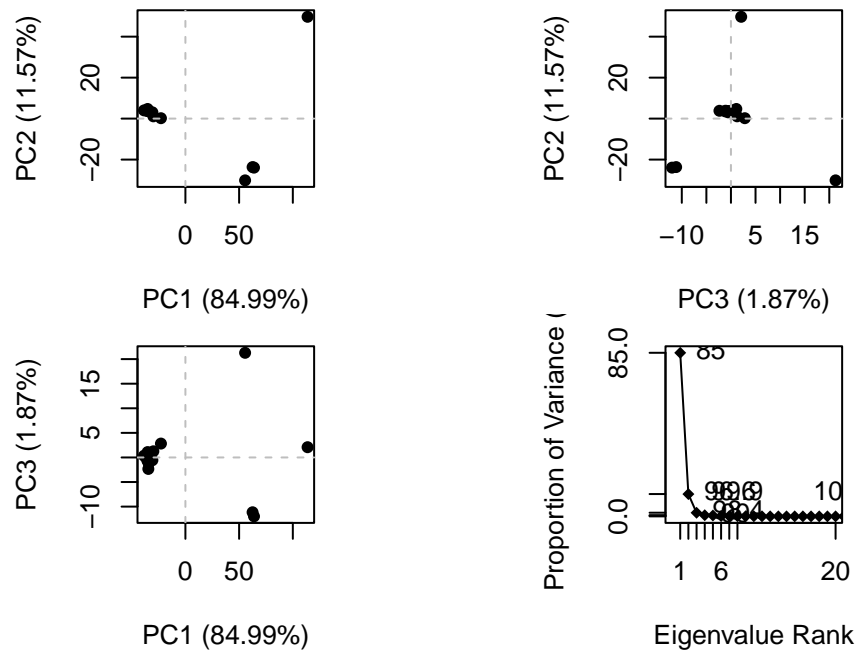 PC2 (11.57%)
20
−20
0 50
PC1 (84.99%)
PC2 (11.57%)
20
−20
−10 5 15
PC3 (1.87%)
PC3 (1.87%)
15
5
−10
0 50
PC1 (84.99%)
Proportion of Variance (
85.0
0.0
85
10
1 6 20
Eigenvalue Rank